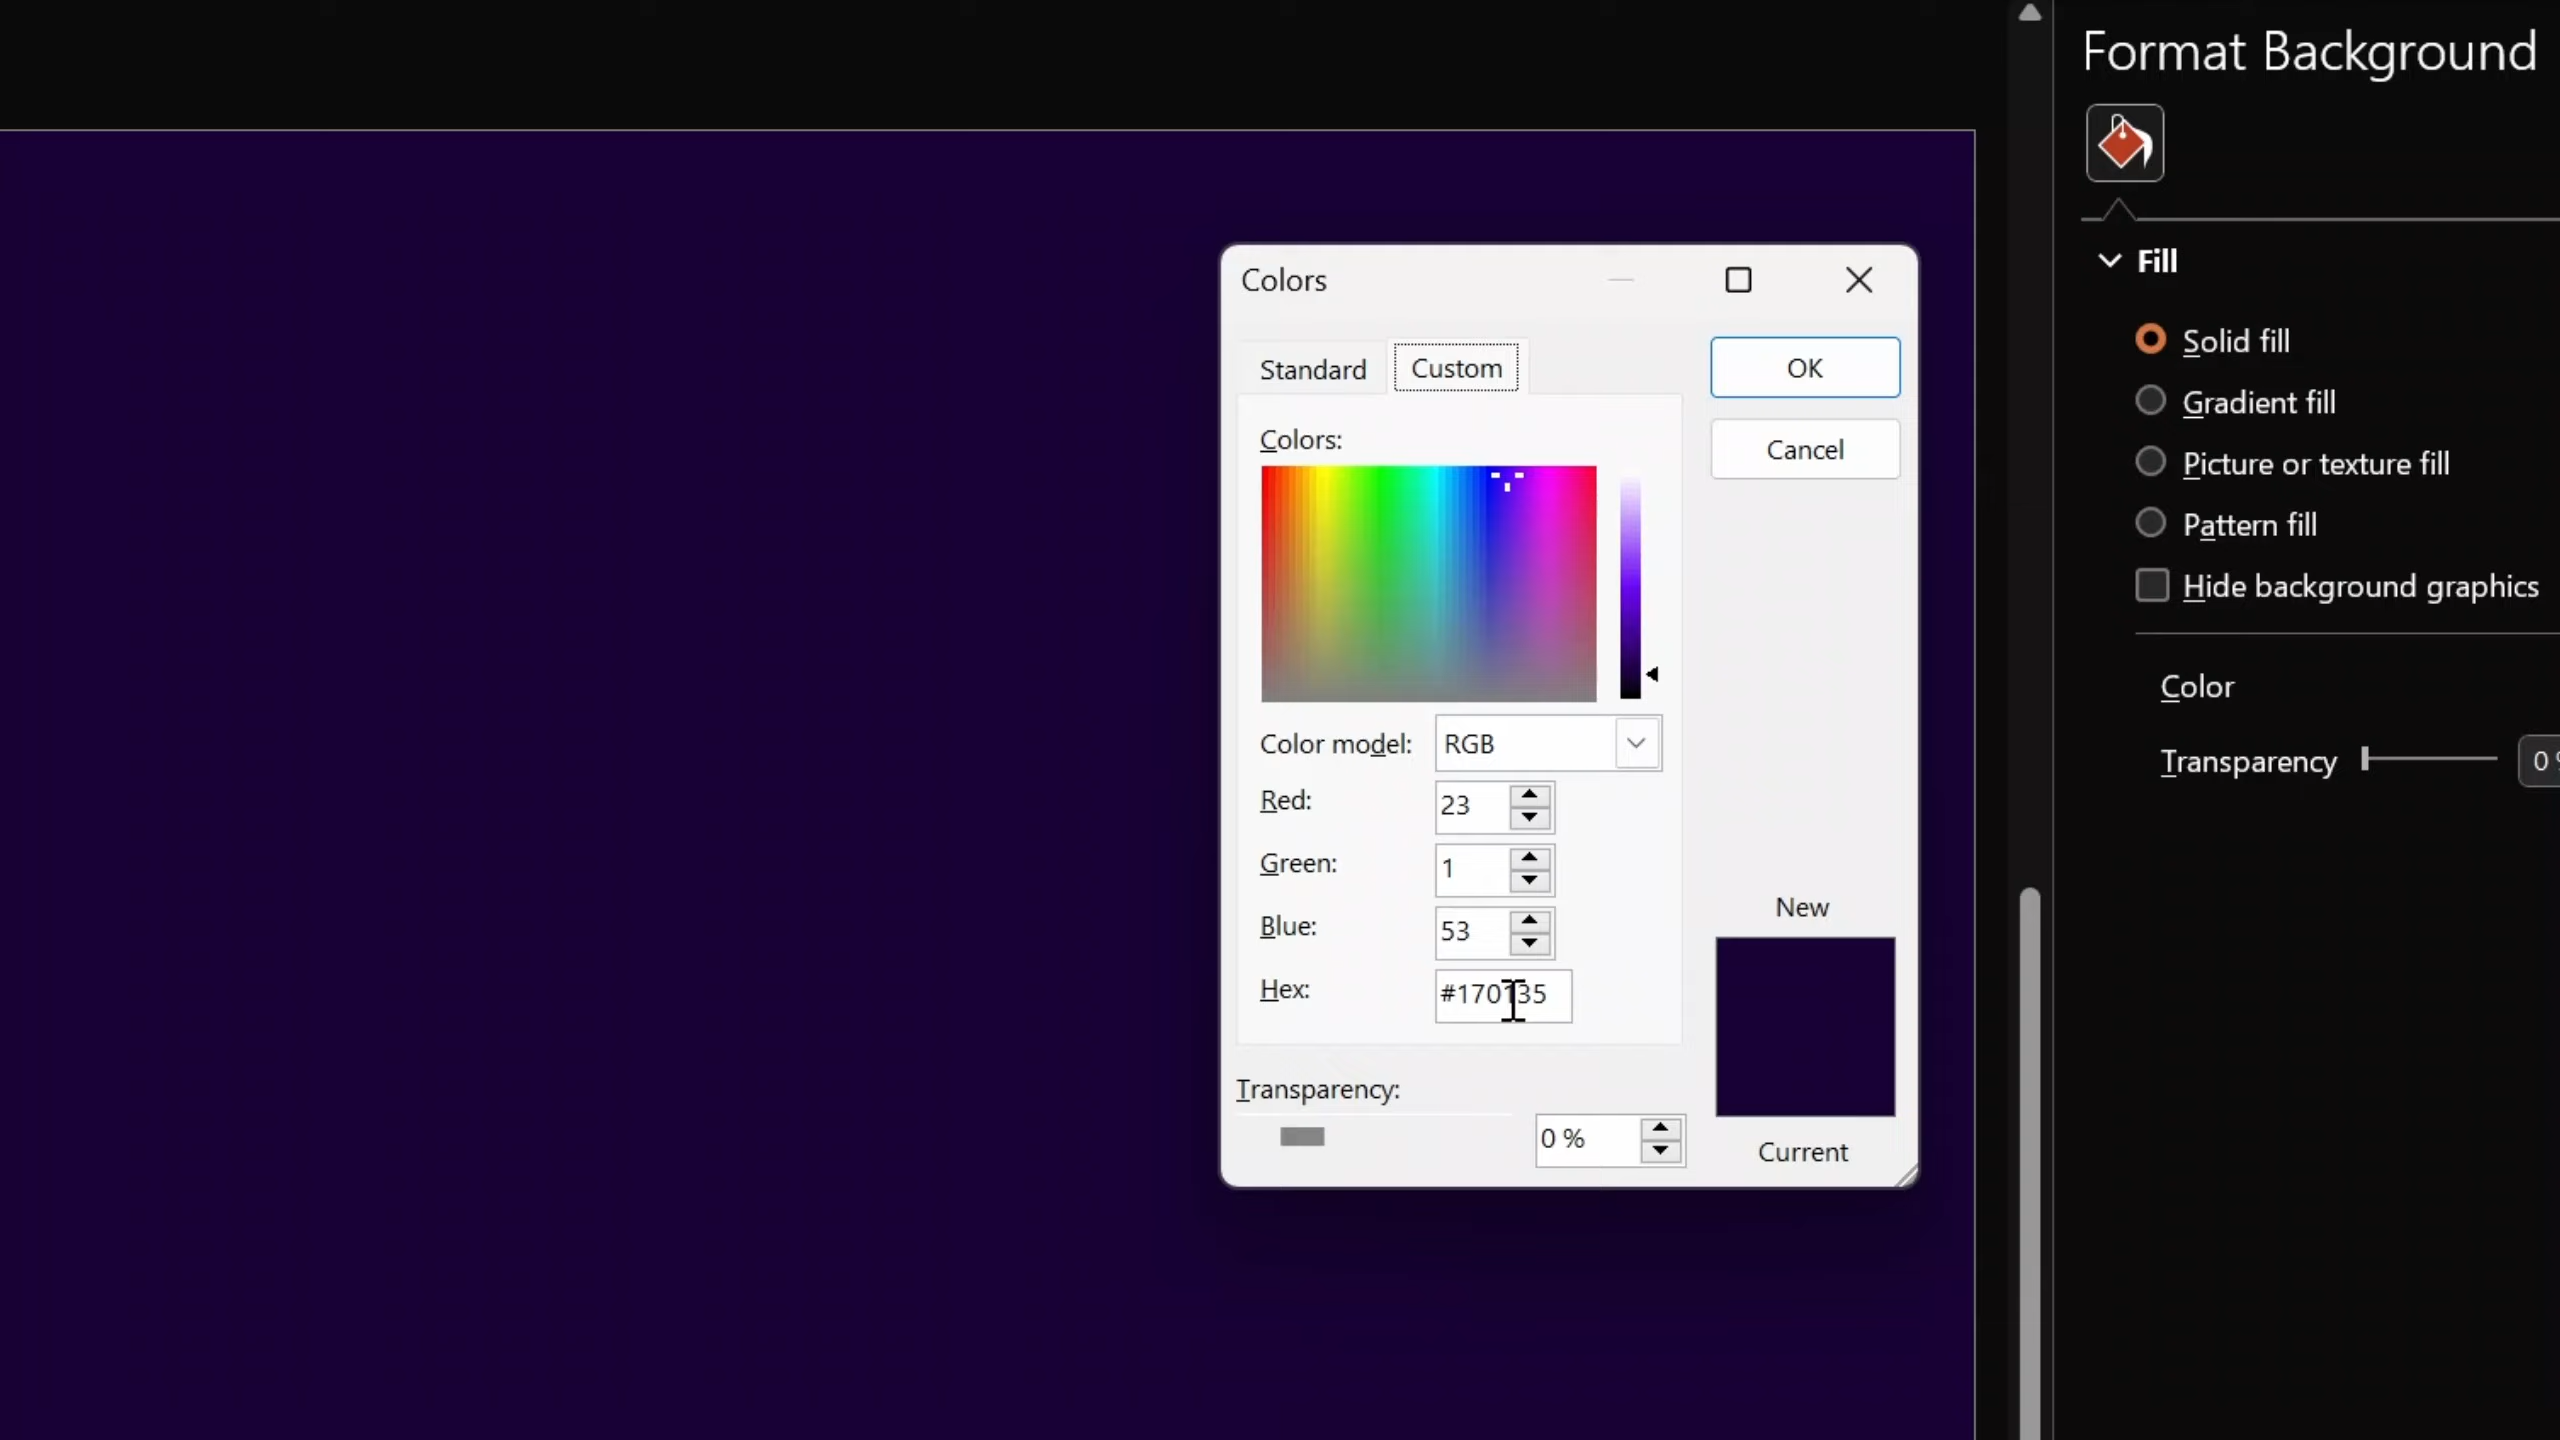 Format Background
Fill
Solid fill
Gradient fill
Picture or texture fill
Pattern fill
Hide background graphics
Color
Transparency 0 %
Colors
Standard Custom
OK
Cancel
Colors:
Color model: RGB
Red: 23
Green: 1
Blue: 53
Hex: #170135
Transparency:
0 %
New
Current